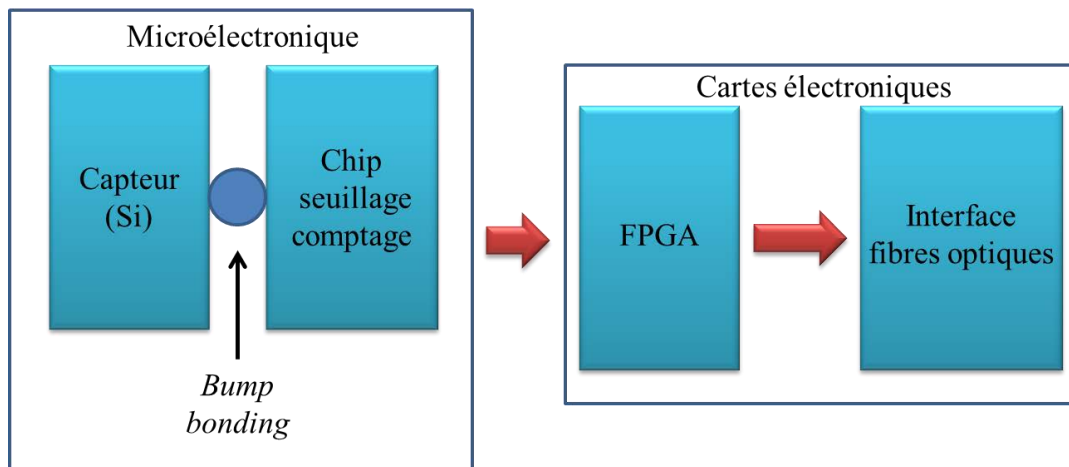 Microélectronique
Capteur
(Si)
Chip
seuillage
comptage
Bump
bonding
Cartes électroniques
FPGA
Interface
fibres optiques